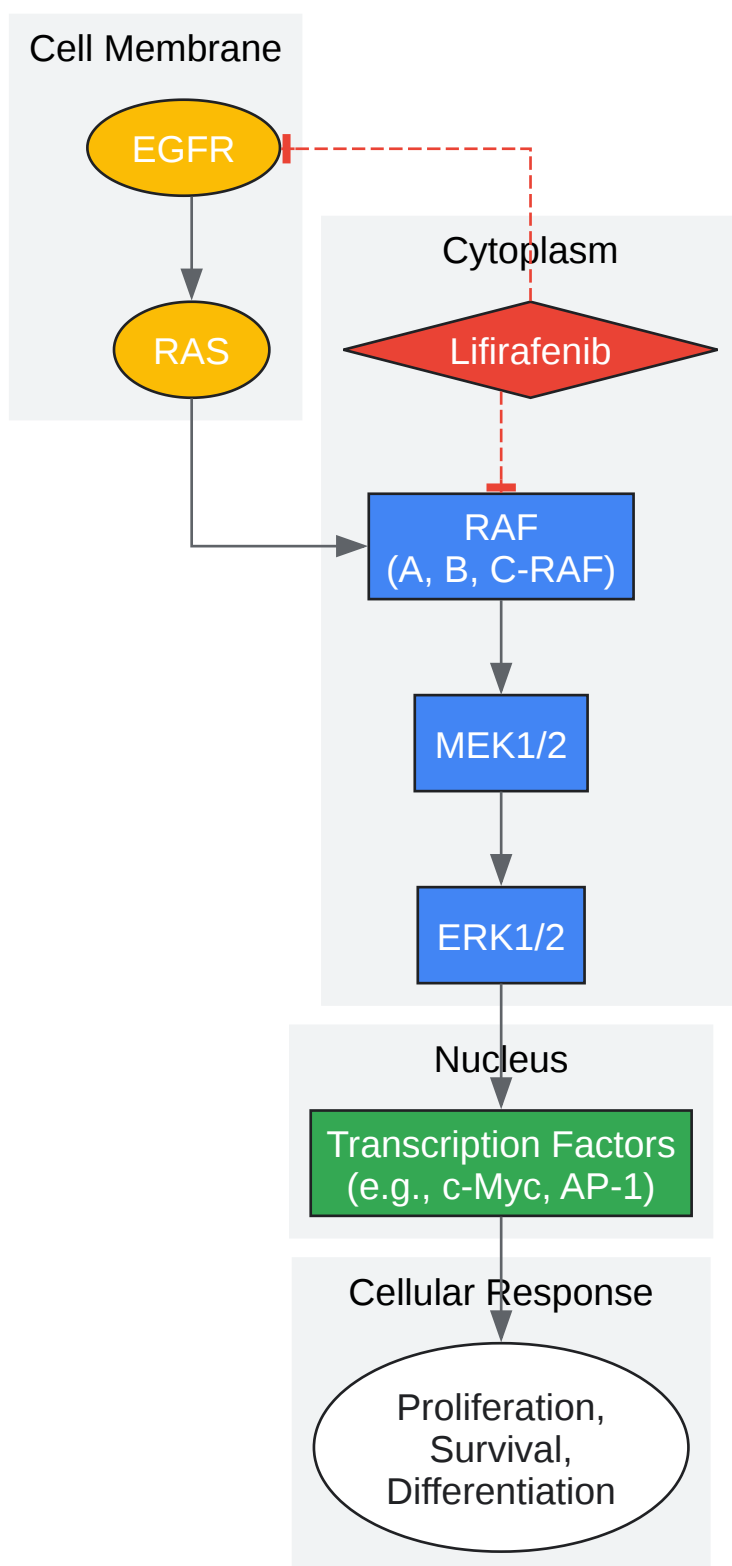 Cell Membrane
EGFR
Cytoplasm
RAS
Lifirafenib
RAF
(A, B, C-RAF)
MEK1/2
ERK1/2
Nucleus
Transcription Factors
(e.g., c-Myc, AP-1)
Cellular Response
Proliferation,
Survival,
Differentiation